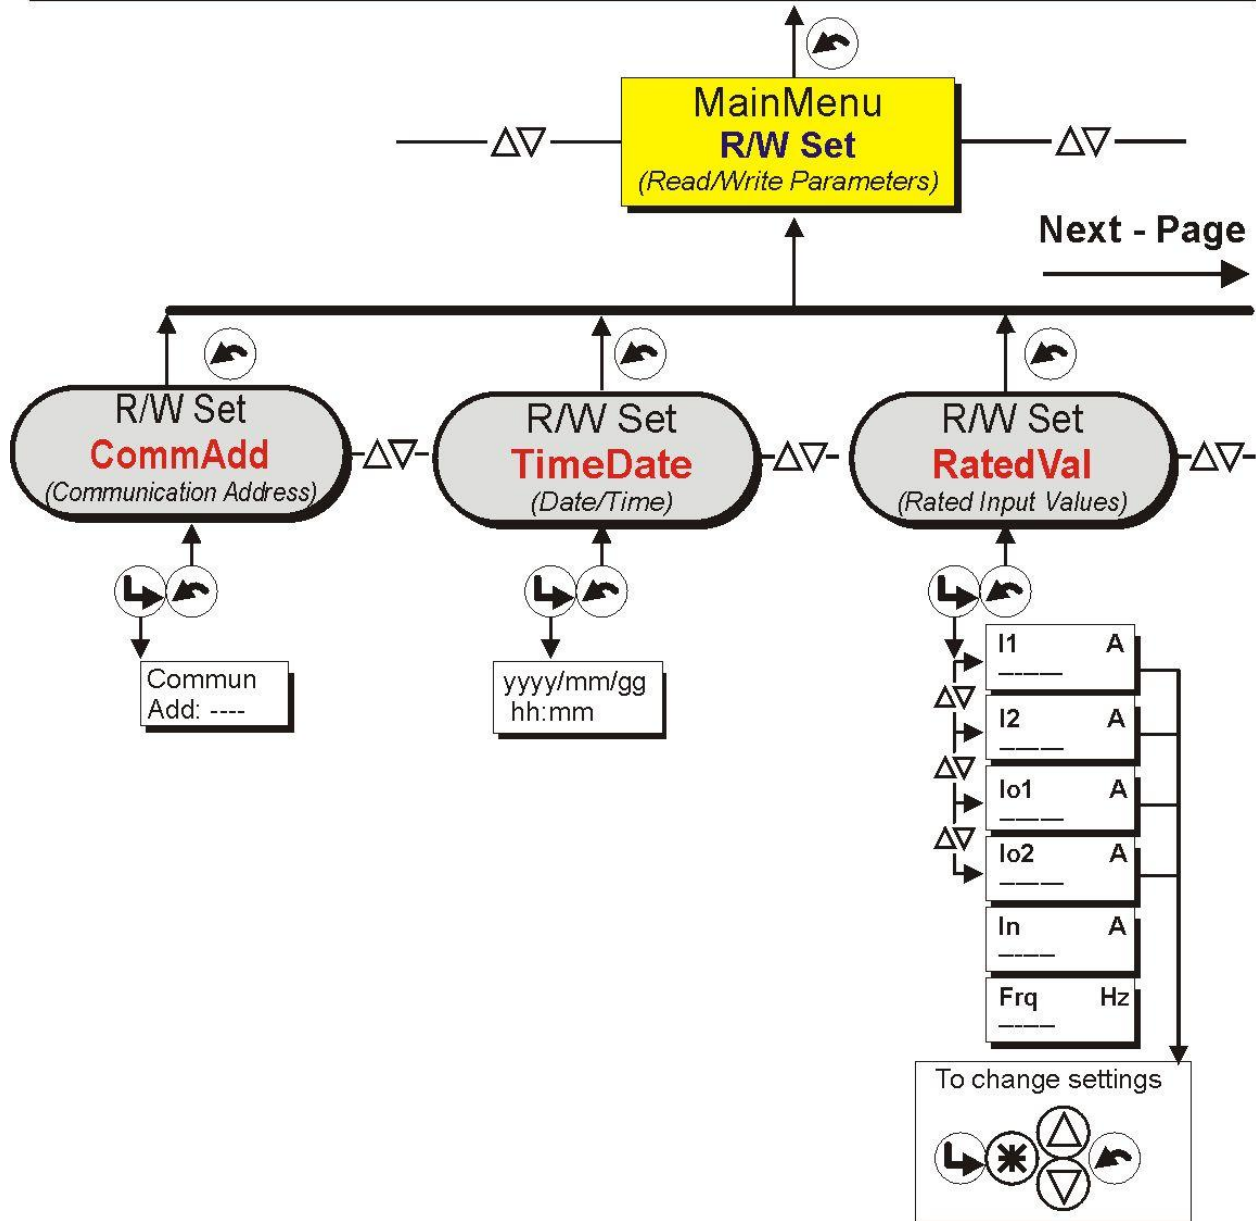 MainMenu
R/W Set
(Read/Write Parameters)
Next - Page
R/W Set
CommAdd
(Communication Address)
R/W Set
TimeDate
(Date/Time)
R/W Set
RatedVal
(Rated Input Values)
Commun
Add: ----
yyyy/mm/gg
hh:mm
I1 A
-----
I2 A
-----
Io1 A
-----
Io2 A
-----
In A
-----
Frq Hz
-----
To change settings